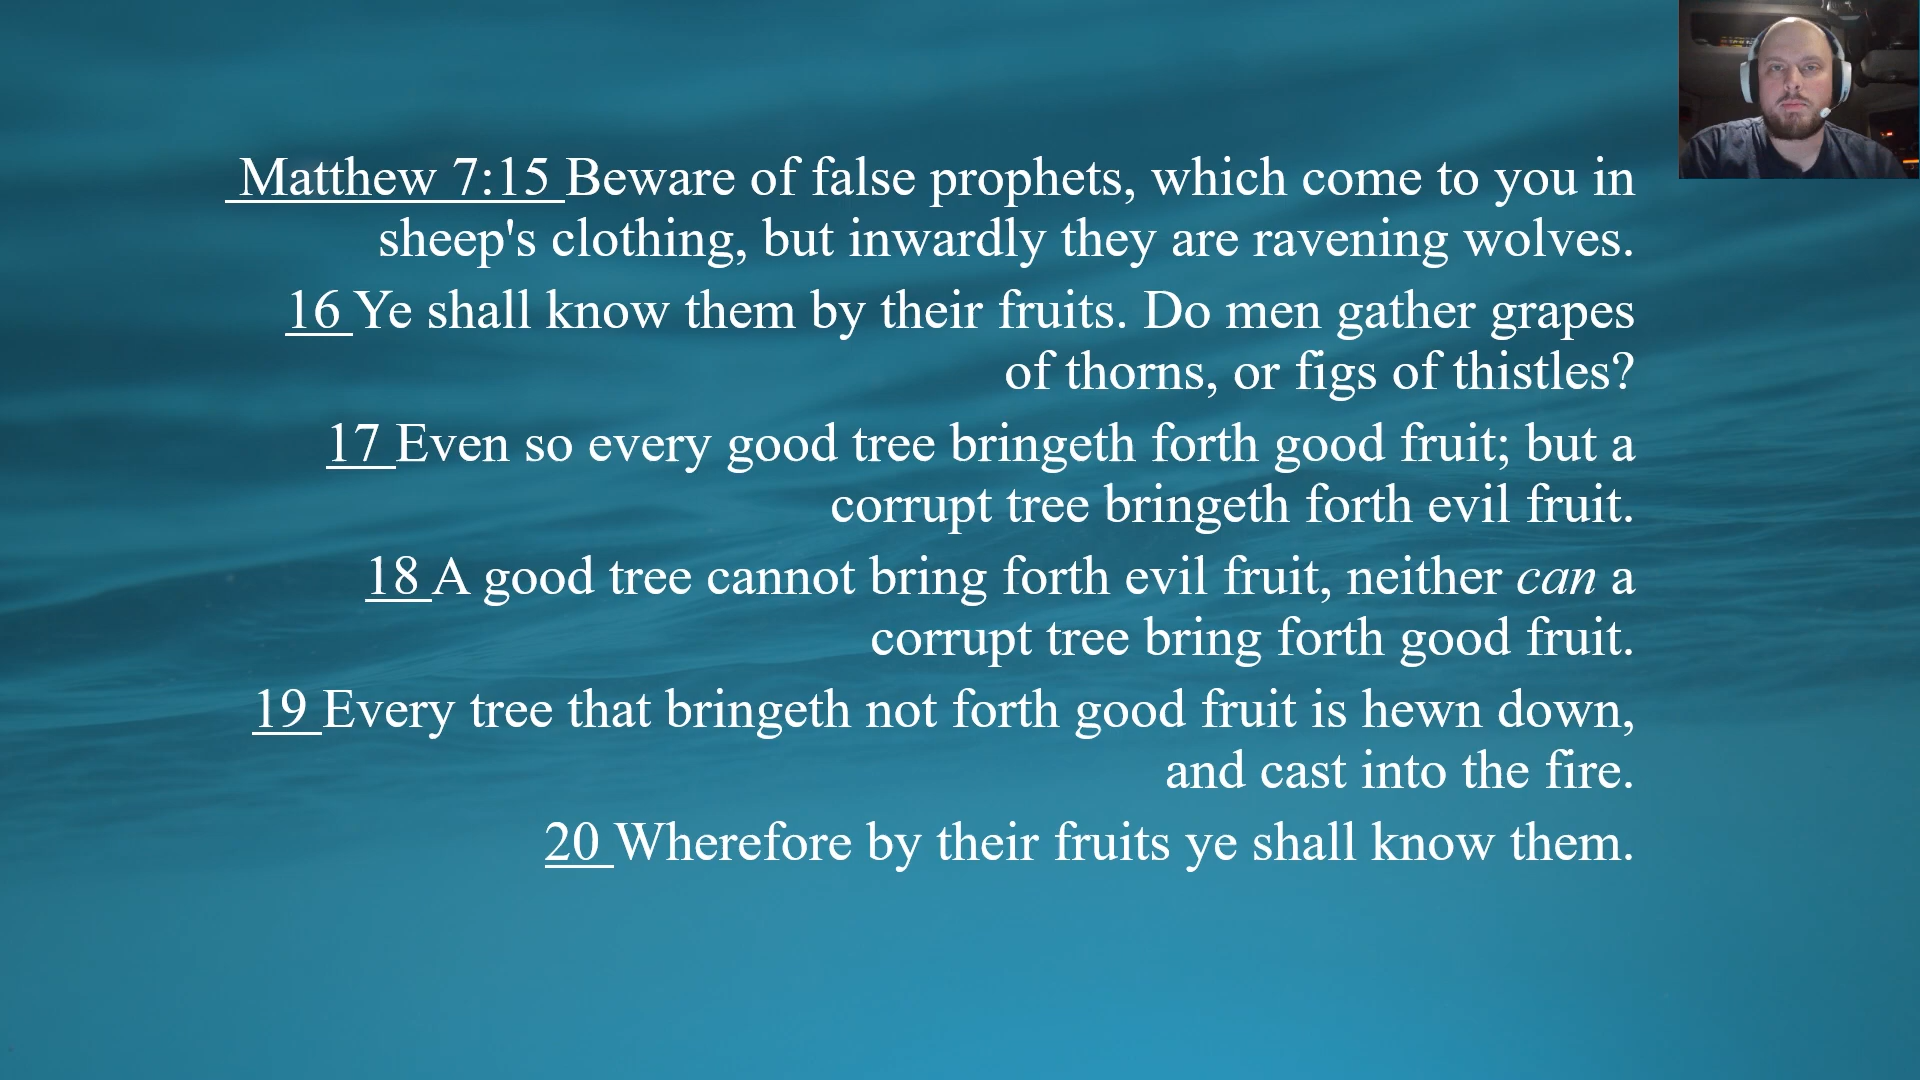 Matthew 7:15 Beware of false prophets, which come to you in
sheep's clothing, but inwardly they are ravening wolves.
16 Ye shall know them by their fruits. Do men gather grapes
of thorns, or figs of thistles?
17 Even so every good tree bringeth forth good fruit; but a
corrupt tree bringeth forth evil fruit.
18 A good tree cannot bring forth evil fruit, neither can a
corrupt tree bring forth good fruit.
19 Every tree that bringeth not forth good fruit is hewn down,
and cast into the fire.
20 Wherefore by their fruits ye shall know them.